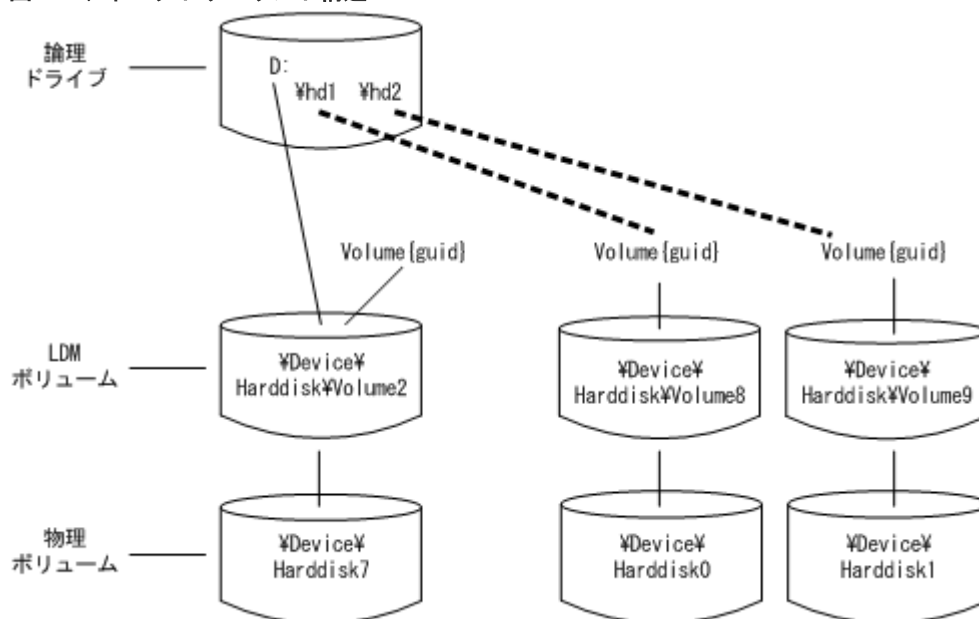 論理
ドライブ
D:
¥hd1 ¥hd2
Volume{guid} Volume{guid} Volume{guid}
LDM
ボリューム
¥Device¥
Harddisk¥Volume2
¥Device¥
Harddisk¥Volume8
¥Device¥
Harddisk¥Volume9
物理
ボリューム
¥Device¥
Harddisk7
¥Device¥
Harddisk0
¥Device¥
Harddisk1